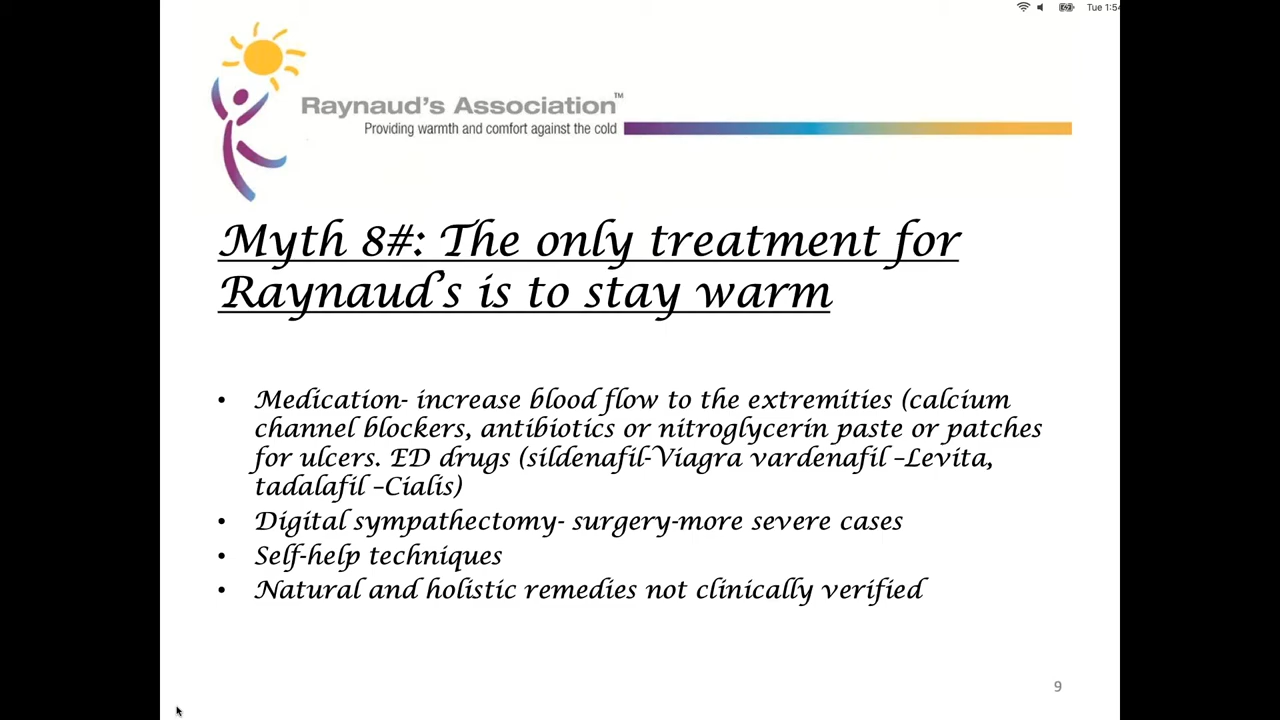 Tue 1:54
Raynaud's Association™
Providing warmth and comfort against the cold
Myth 8#: The only treatment for
Raynaud's is to stay warm
• Medication- increase blood flow to the extremities (calcium
channel blockers, antibiotics or nitroglycerin paste or patches
for ulcers. ED drugs (sildenafil-Viagra vardenafil –Levita,
tadalafil –Cialis)
• Digital sympathectomy- surgery-more severe cases
• Self-help techniques
• Natural and holistic remedies not clinically verified
9